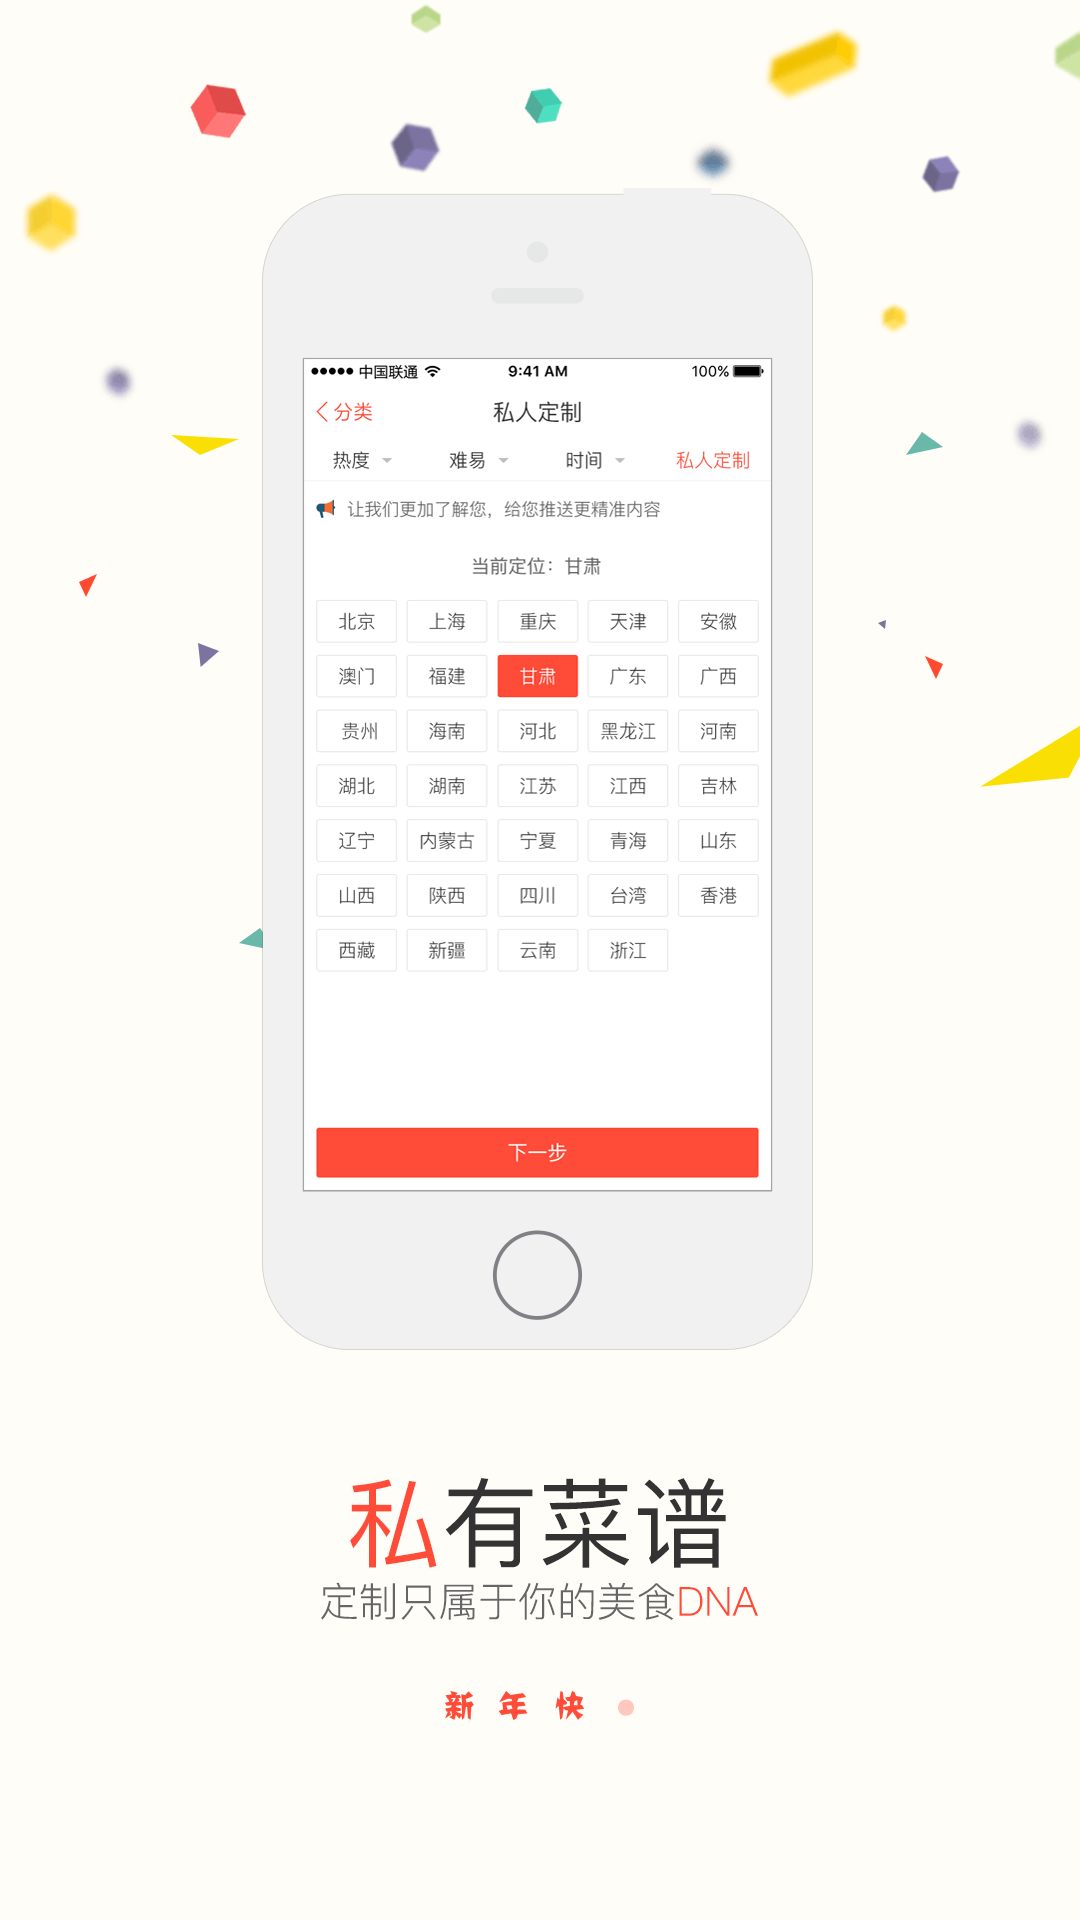 中国联通 9:41 AM 100%
分类 私人定制
热度 难易 时间 私人定制
让我们更加了解您，给您推送更精准内容
当前定位：甘肃
北京 上海 重庆 天津 安徽
澳门 福建 甘肃 广东 广西
贵州 海南 河北 黑龙江 河南
湖北 湖南 江苏 江西 吉林
辽宁 内蒙古 宁夏 青海 山东
山西 陕西 四川 台湾 香港
西藏 新疆 云南 浙江
下一步
私有菜谱
定制只属于你的美食DNA
新年快